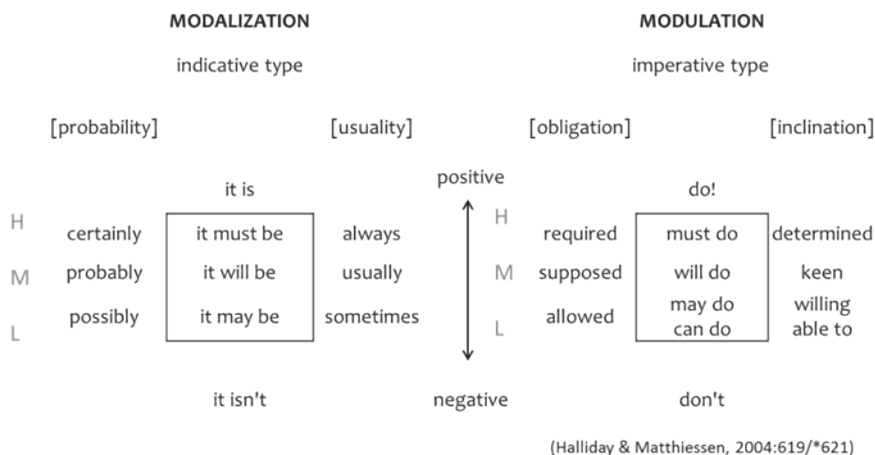 MODALIZATION MODULATION
indicative type imperative type
[probability] [usuality] [obligation] [inclination]
positive
it is do!
H H
certainly it must be always required must do determined
M probably it will be usually M supposed will do keen
may do willing
possibly it may be sometimes allowed
L L can do able to
it isn't negative don't
(Halliday & Matthiessen, 2004:619/*621)